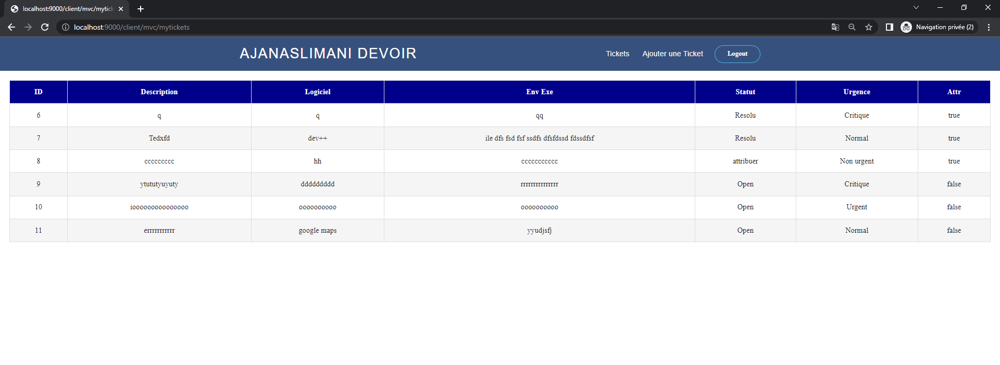 localhost:9000/client/mvc/mytick
localhost:9000/client/mvc/mytickets
Navigation privée (2)
AJANASLIMANI DEVOIR
Tickets Ajouter une Ticket Logout
ID Description Logiciel Env Exe Statut Urgence Attr
6 q q qq Resolu Critique true
7 Tedxfd dev++ ile dfs fsd fsf ssdfs dfsfdssd fdssdfsf Resolu Normal true
8 ccccccccc hh ccccccccccc attribuer Non urgent true
9 ytututyuyuty ddddddddd rrrrrrrrrrrrrrr Open Critique false
10 iooooooooooooooo oooooooooo oooooooooo Open Urgent false
11 errrrrrrrrrr google maps yyudjsfj Open Normal false